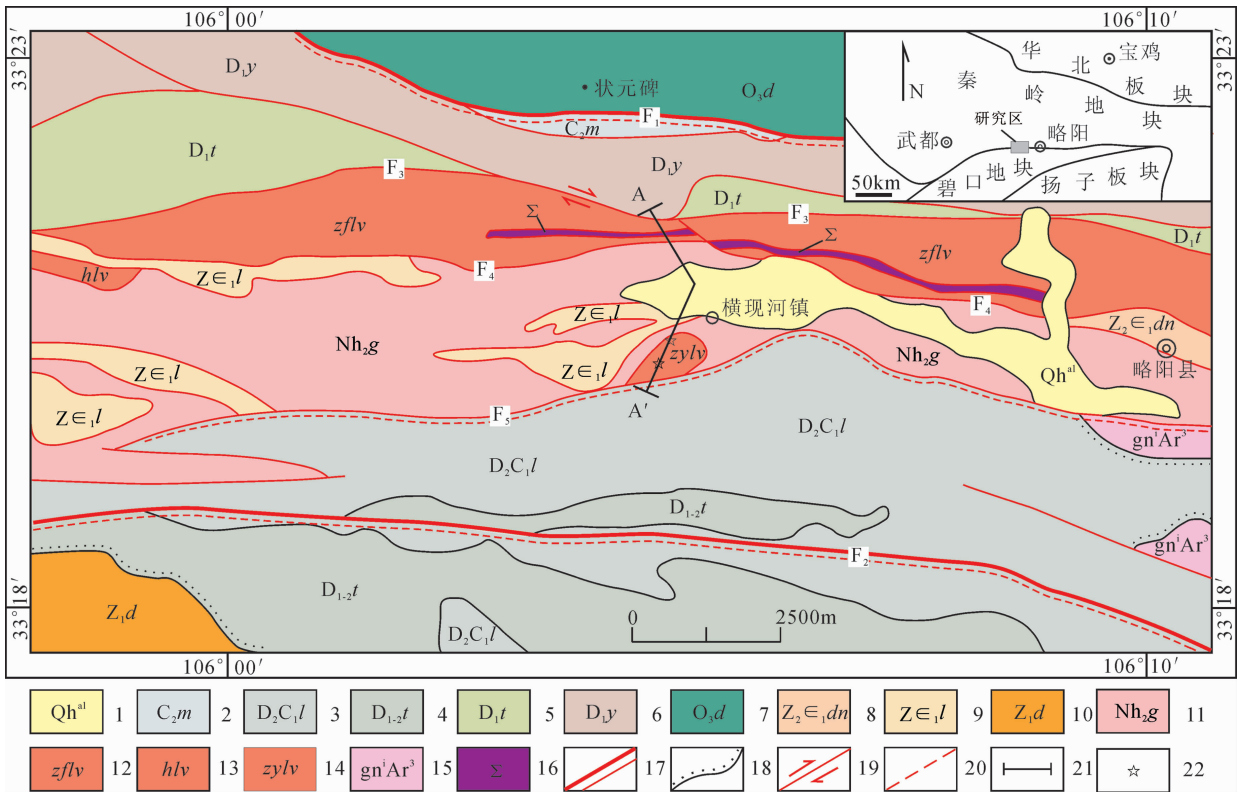 106° 00′
106° 10′
33° 23′
33° 23′
D₁y
状元碑
O₃d
F₁
C₂m
D₁t
F₃
D₁y
A
D₁t
F₃
D₁t
Σ
zflv
Σ
zflv
hlv
Z∈₁l
F₄
F₄
Z∈₁l
横现河镇
Z₂∈₁dn
Nh₂g
zylv
Nh₂g
略阳县
Z∈₁l
Z∈₁l
Qhᵃˡ
Z∈₁l
A′
F₅
D₂C₁l
gnⁱAr³
D₂C₁l
D₁₋₂t
F₂
gnⁱAr³
D₁₋₂t
Z₁d
D₂C₁l
0 2500m
33° 18′
33° 18′
106° 00′
106° 10′
华北板块
宝鸡
N
秦岭地块
研究区
武都
略阳
碧口地块
扬子板块
50km
Qhᵃˡ 1 C₂m 2 D₂C₁l 3 D₁₋₂t 4 D₁t 5 D₁y 6 O₃d 7 Z₂∈₁dn 8 Z∈₁l 9 Z₁d 10 Nh₂g 11
zflv 12 hlv 13 zylv 14 gnⁱAr³ 15 Σ 16 17 18 19 20 21 ☆ 22